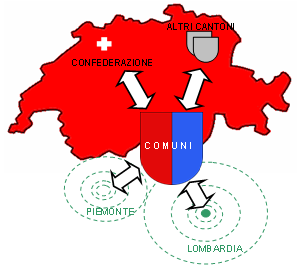 ALTRI CANTONI
CONFEDERAZIONE
COMUNI
PIEMONTE
LOMBARDIA